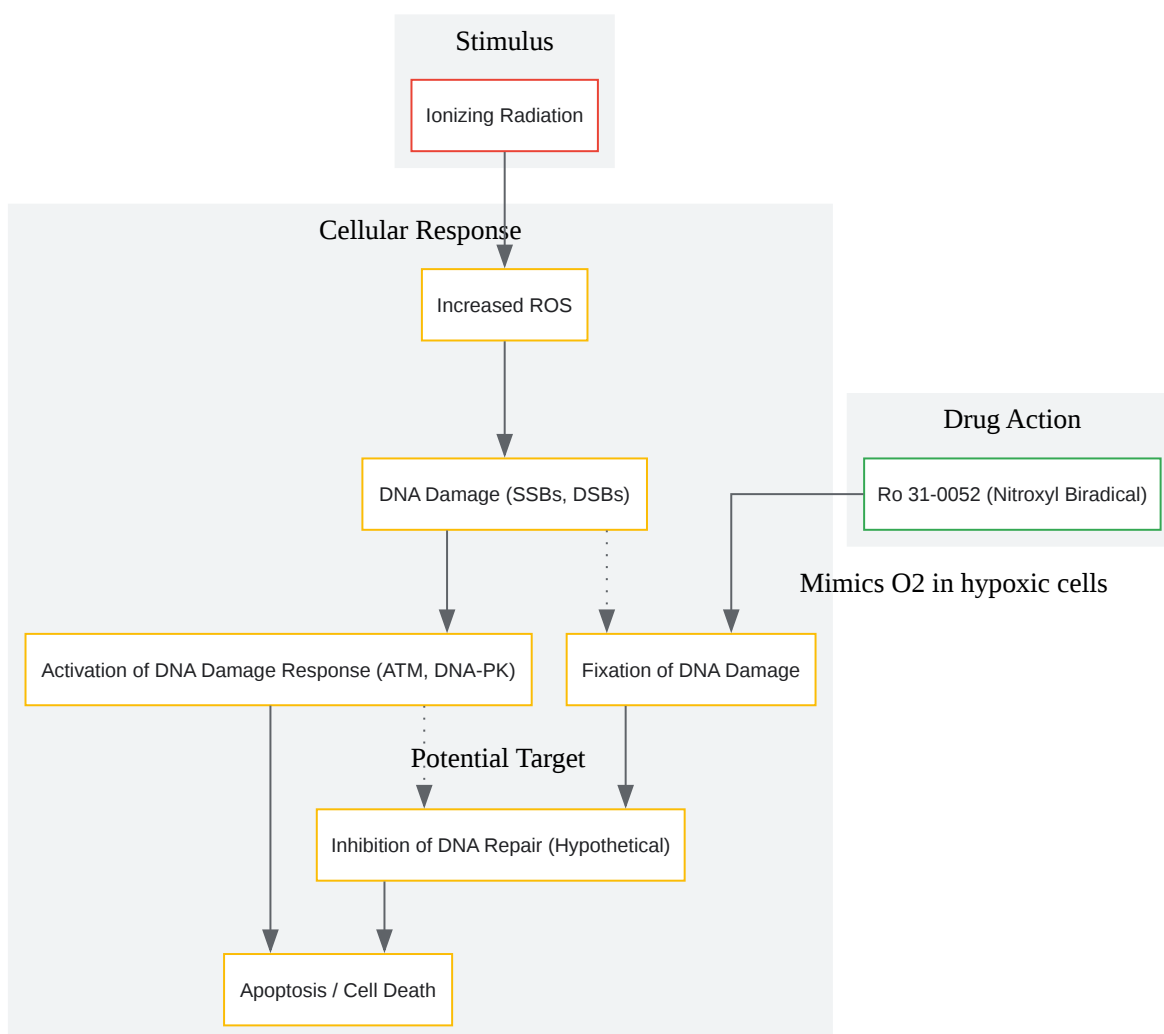 Stimulus
Ionizing Radiation
Cellular Response
Increased ROS
Drug Action
DNA Damage (SSBs, DSBs)
Ro 31-0052 (Nitroxyl Biradical)
Mimics O2 in hypoxic cells
Activation of DNA Damage Response (ATM, DNA-PK)
Fixation of DNA Damage
Potential Target
Inhibition of DNA Repair (Hypothetical)
Apoptosis / Cell Death